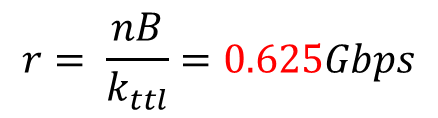 r = nB / k_ttl = 0.625Gbps